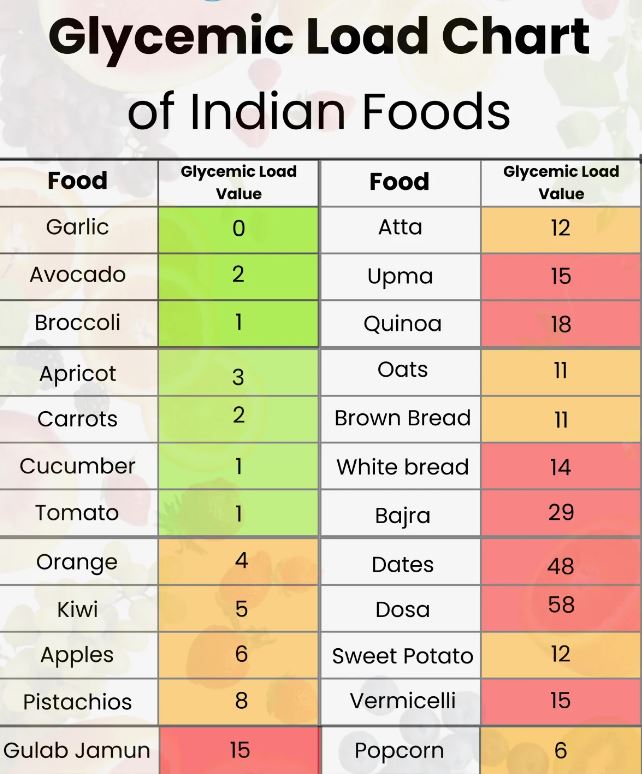 Glycemic Load Chart
of Indian Foods
Food Glycemic Load Value Food Glycemic Load Value
Garlic 0 Atta 12
Avocado 2 Upma 15
Broccoli 1 Quinoa 18
Apricot 3 Oats 11
Carrots 2 Brown Bread 11
Cucumber 1 White bread 14
Tomato 1 Bajra 29
Orange 4 Dates 48
Kiwi 5 Dosa 58
Apples 6 Sweet Potato 12
Pistachios 8 Vermicelli 15
Gulab Jamun 15 Popcorn 6